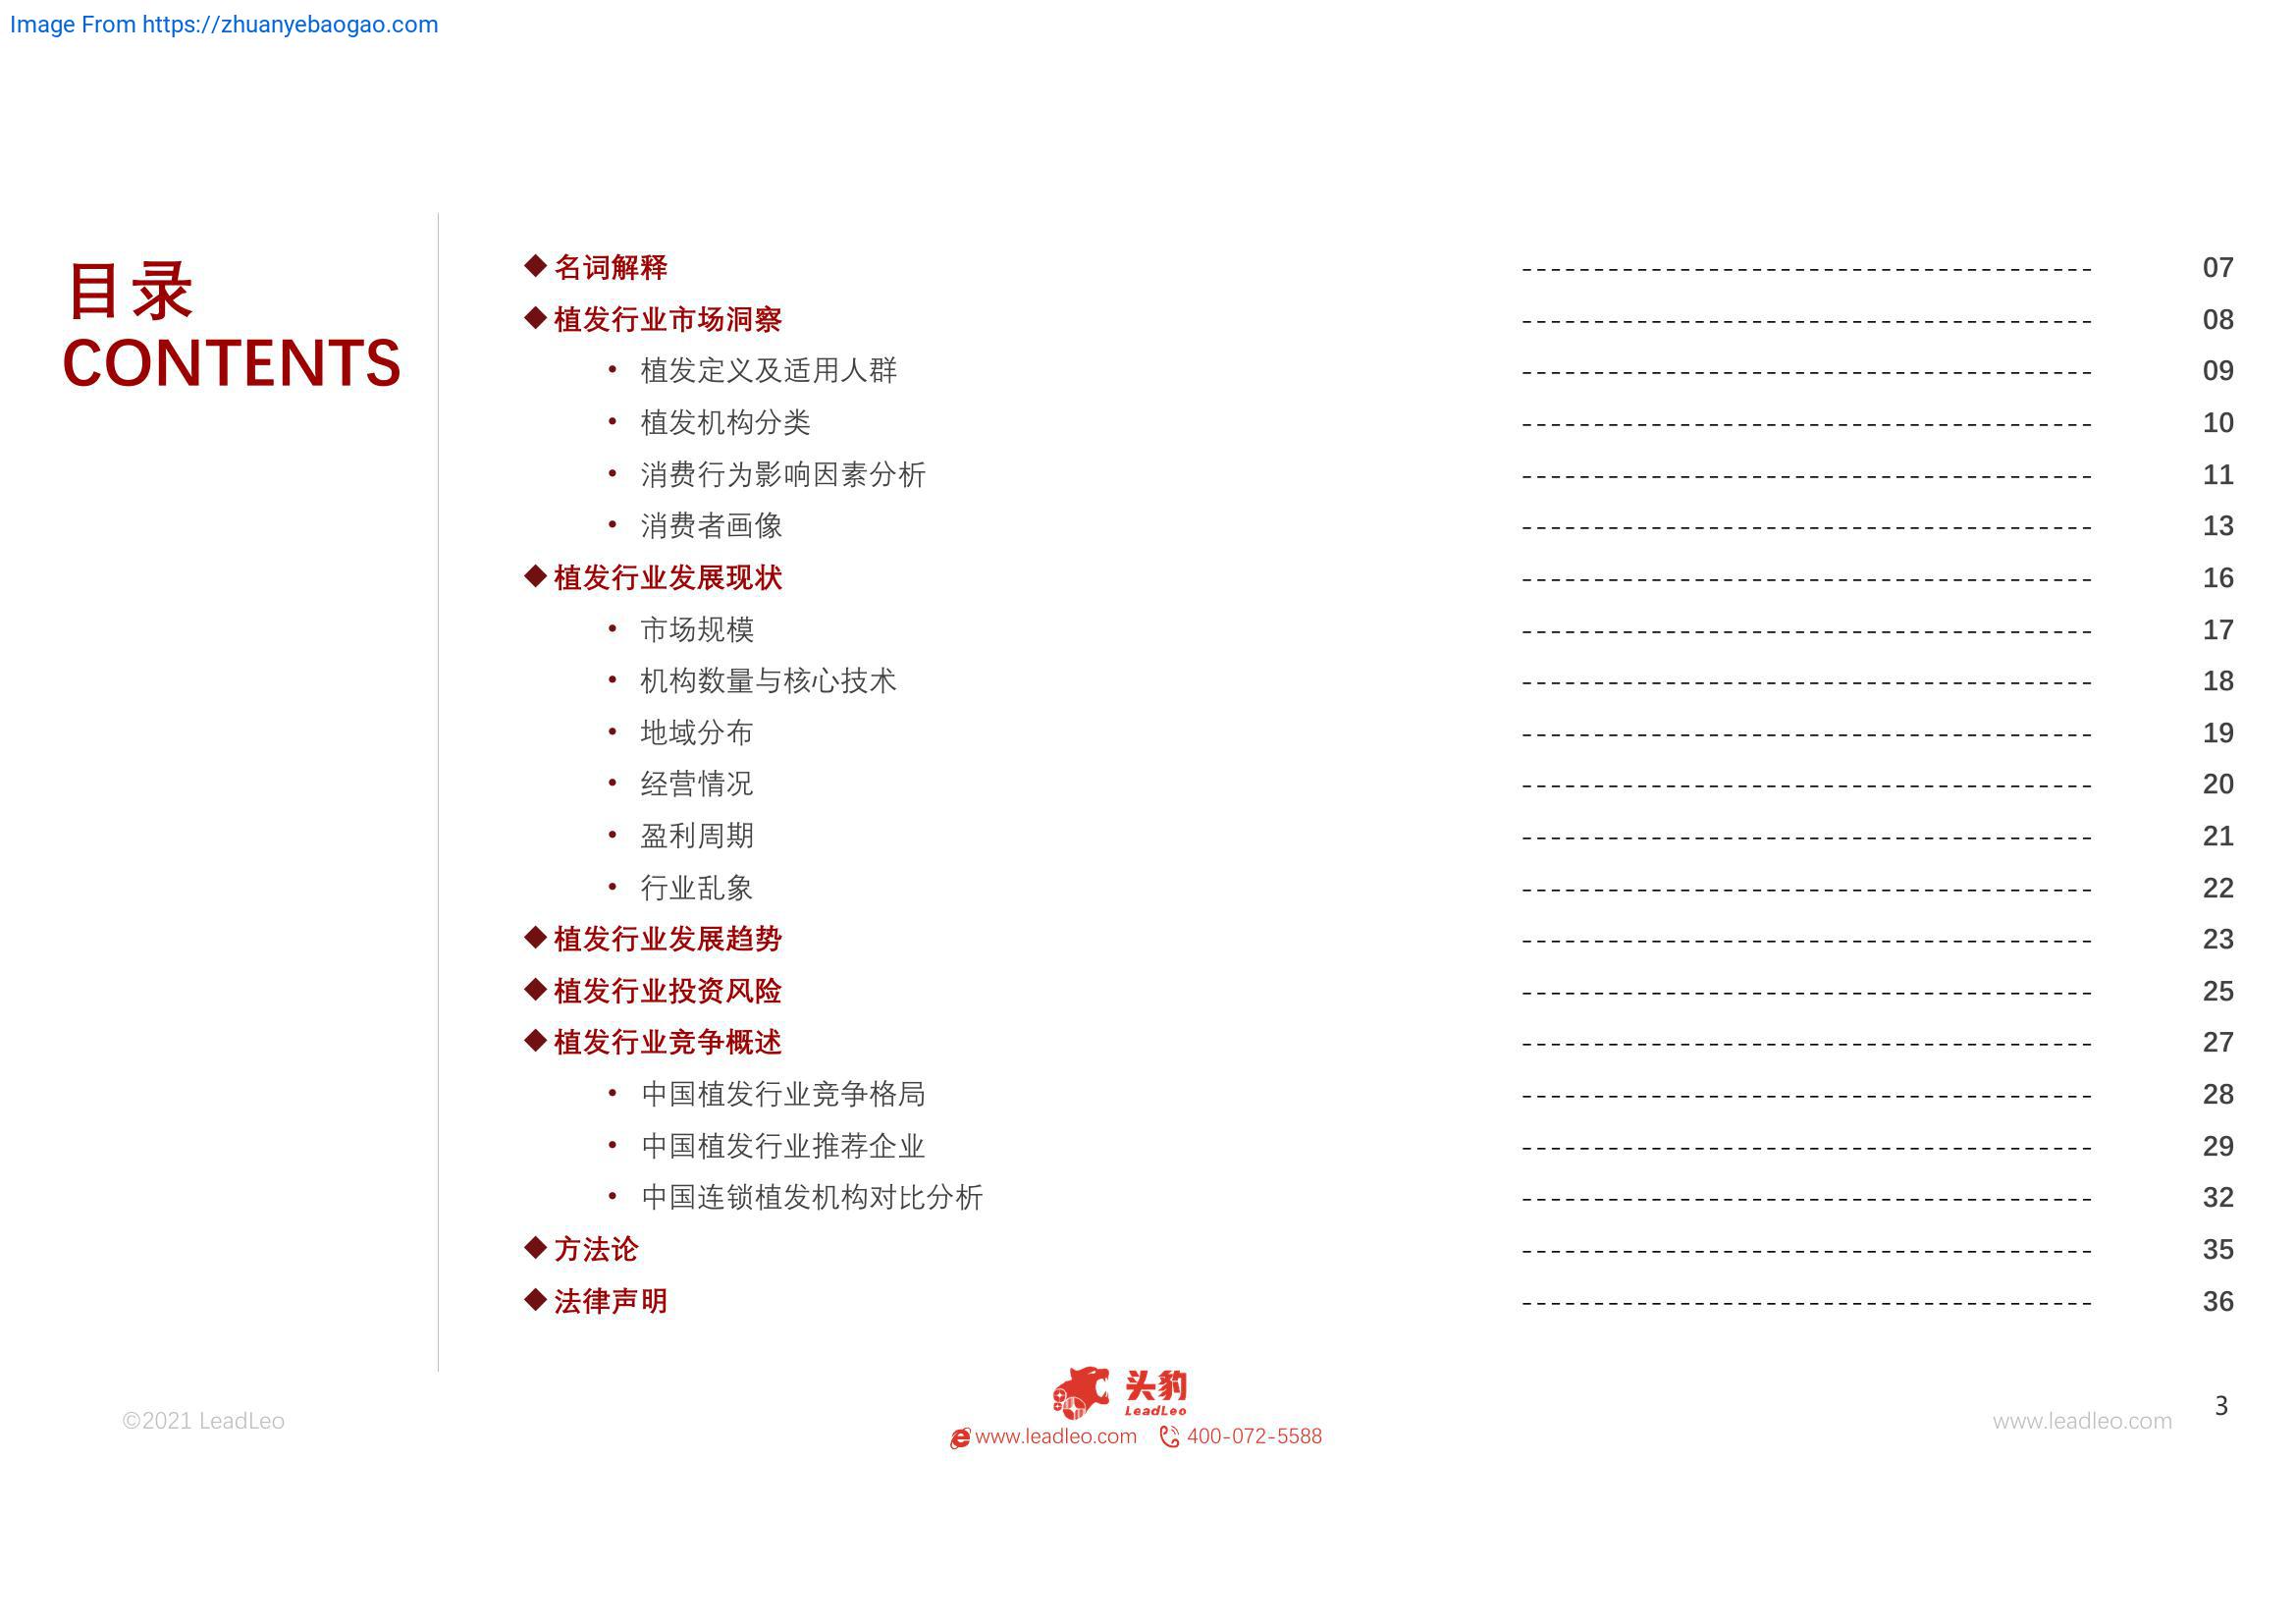 Image From https://zhuanyebaogao.com
目录
CONTENTS
◆ 名词解释 ---------------------------------------- 07
◆ 植发行业市场洞察 ---------------------------------------- 08
• 植发定义及适用人群 ---------------------------------------- 09
• 植发机构分类 ---------------------------------------- 10
• 消费行为影响因素分析 ---------------------------------------- 11
• 消费者画像 ---------------------------------------- 13
◆ 植发行业发展现状 ---------------------------------------- 16
• 市场规模 ---------------------------------------- 17
• 机构数量与核心技术 ---------------------------------------- 18
• 地域分布 ---------------------------------------- 19
• 经营情况 ---------------------------------------- 20
• 盈利周期 ---------------------------------------- 21
• 行业乱象 ---------------------------------------- 22
◆ 植发行业发展趋势 ---------------------------------------- 23
◆ 植发行业投资风险 ---------------------------------------- 25
◆ 植发行业竞争概述 ---------------------------------------- 27
• 中国植发行业竞争格局 ---------------------------------------- 28
• 中国植发行业推荐企业 ---------------------------------------- 29
• 中国连锁植发机构对比分析 ---------------------------------------- 32
◆ 方法论 ---------------------------------------- 35
◆ 法律声明 ---------------------------------------- 36
头豹
LeadLeo
www.leadleo.com 400-072-5588
©2021 LeadLeo
www.leadleo.com
3